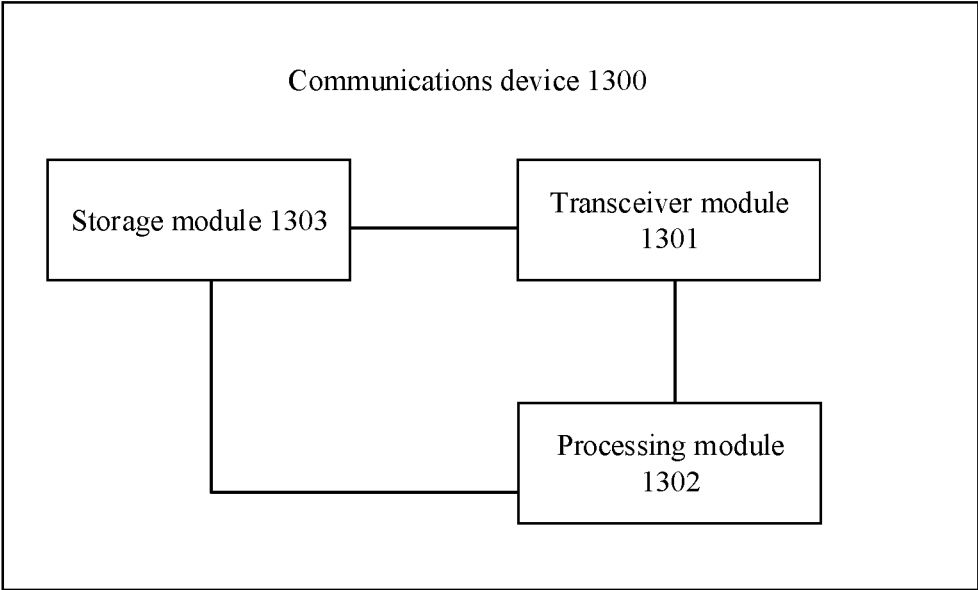 Communications device 1300
Storage module 1303
Transceiver module
1301
Processing module
1302